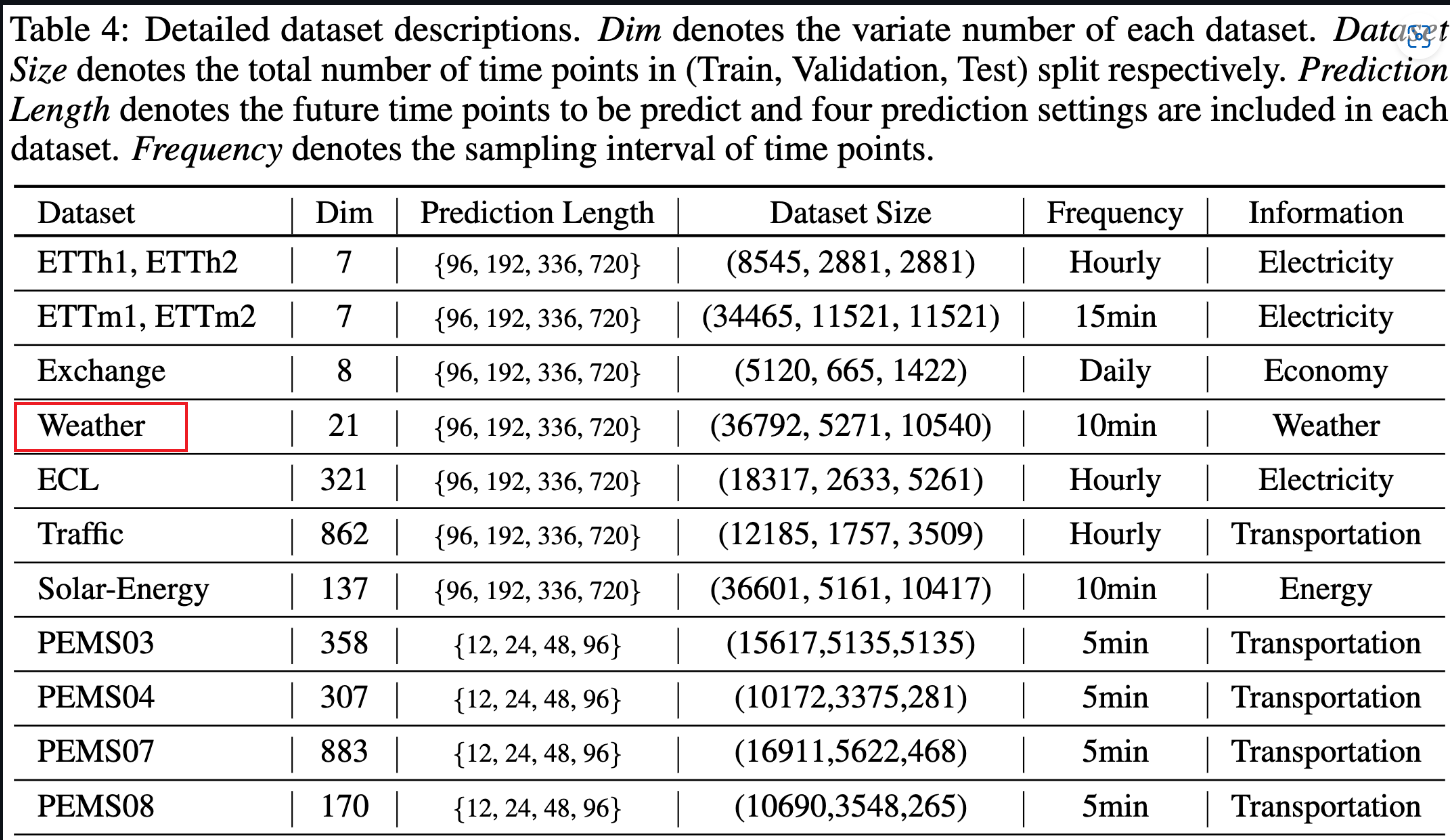 Table 4: Detailed dataset descriptions. Dim denotes the variate number of each dataset. Dataset
Size denotes the total number of time points in (Train, Validation, Test) split respectively. Prediction
Length denotes the future time points to be predict and four prediction settings are included in each
dataset. Frequency denotes the sampling interval of time points.
Dataset | Dim | Prediction Length | Dataset Size | Frequency | Information
ETTh1, ETTh2 | 7 | {96, 192, 336, 720} | (8545, 2881, 2881) | Hourly | Electricity
ETTm1, ETTm2 | 7 | {96, 192, 336, 720} | (34465, 11521, 11521) | 15min | Electricity
Exchange | 8 | {96, 192, 336, 720} | (5120, 665, 1422) | Daily | Economy
Weather | 21 | {96, 192, 336, 720} | (36792, 5271, 10540) | 10min | Weather
ECL | 321 | {96, 192, 336, 720} | (18317, 2633, 5261) | Hourly | Electricity
Traffic | 862 | {96, 192, 336, 720} | (12185, 1757, 3509) | Hourly | Transportation
Solar-Energy | 137 | {96, 192, 336, 720} | (36601, 5161, 10417) | 10min | Energy
PEMS03 | 358 | {12, 24, 48, 96} | (15617,5135,5135) | 5min | Transportation
PEMS04 | 307 | {12, 24, 48, 96} | (10172,3375,281) | 5min | Transportation
PEMS07 | 883 | {12, 24, 48, 96} | (16911,5622,468) | 5min | Transportation
PEMS08 | 170 | {12, 24, 48, 96} | (10690,3548,265) | 5min | Transportation